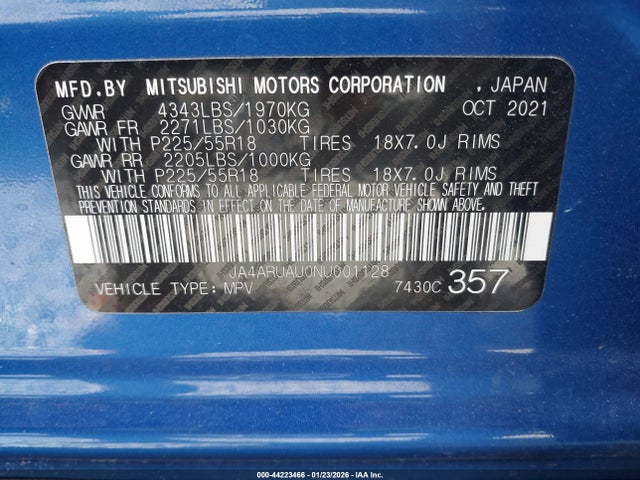 MFD.BY MITSUBISHI MOTORS CORPORATION , JAPAN
GVWR 4343LBS/1970KG OCT 2021
GAWR FR 2271LBS/1030KG
WITH P225/55R18 TIRES 18X7.0J RIMS
GAWR RR 2205LBS/1000KG
WITH P225/55R18 TIRES 18X7.0J RIMS
THIS VEHICLE CONFORMS TO ALL APPLICABLE FEDERAL MOTOR VEHICLE SAFETY AND THEFT
PREVENTION STANDARDS IN EFFECT ON THE DATE OF MANUFACTURE SHOWN ABOVE.
JA4ARUAU0NU001128
VEHICLE TYPE: MPV 7430C 357
000-44223466 - 01/23/2026 - IAA Inc.